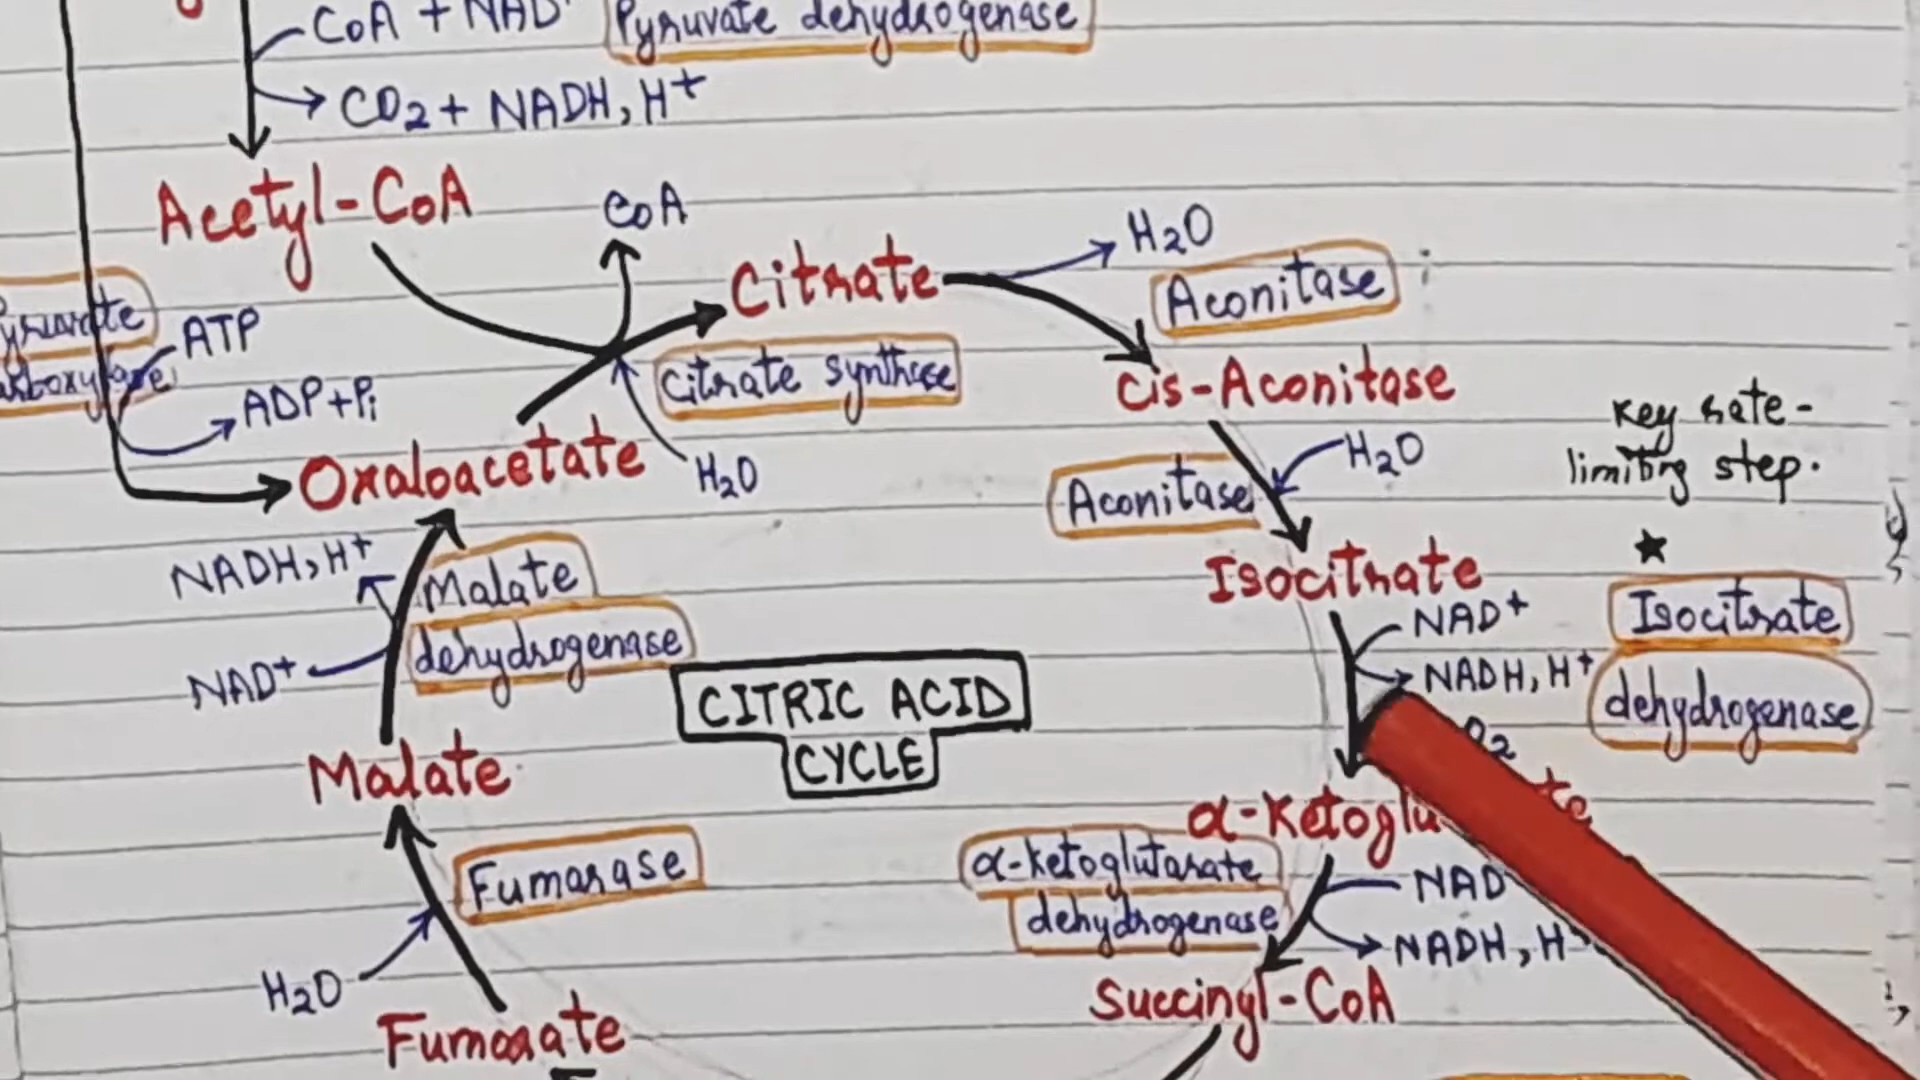 CoA + NAD+
Pyruvate dehydrogenase
CO2 + NADH, H+
Acetyl-CoA
CoA
Citrate
H2O
Aconitase
ATP
ADP+Pi
Citrate synthase
cis-Aconitase
Key rate-
limiting step.
Oxaloacetate
H2O
Aconitase
H2O
NADH, H+
Malate
dehydrogenase
NAD+
Isocitrate
NAD+
NADH, H+
Isocitrate
dehydrogenase
CITRIC ACID
CYCLE
Malate
α-ketoglutarate
dehydrogenase
NAD
NADH, H
Fumarase
H2O
Succinyl-CoA
Fumarate